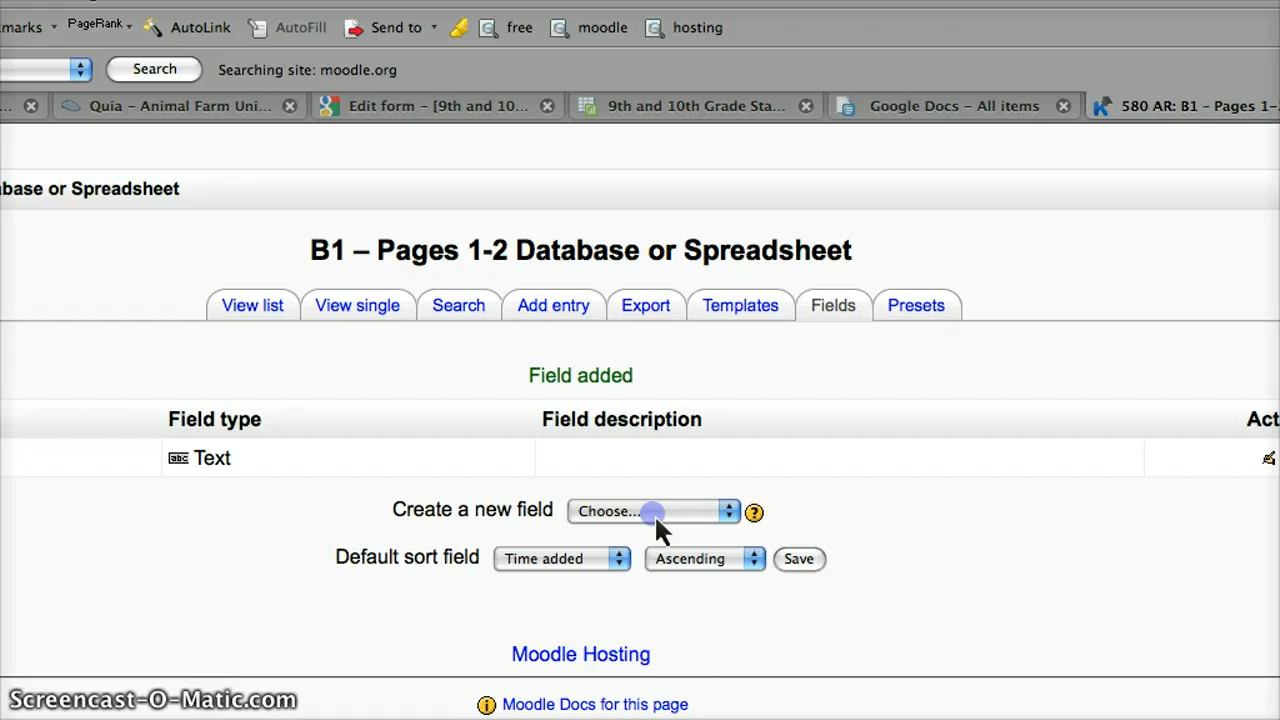 marks PageRank AutoLink AutoFill Send to free moodle hosting
Search Searching site: moodle.org
... Quia – Animal Farm Uni... Edit form – [9th and 10... 9th and 10th Grade Sta... Google Docs – All items 580 AR: B1 – Pages 1–
base or Spreadsheet
B1 – Pages 1-2 Database or Spreadsheet
View list View single Search Add entry Export Templates Fields Presets
Field added
Field type Field description Act
abc Text
Create a new field Choose... ?
Default sort field Time added Ascending Save
Moodle Hosting
Screencast-O-Matic.com
i Moodle Docs for this page